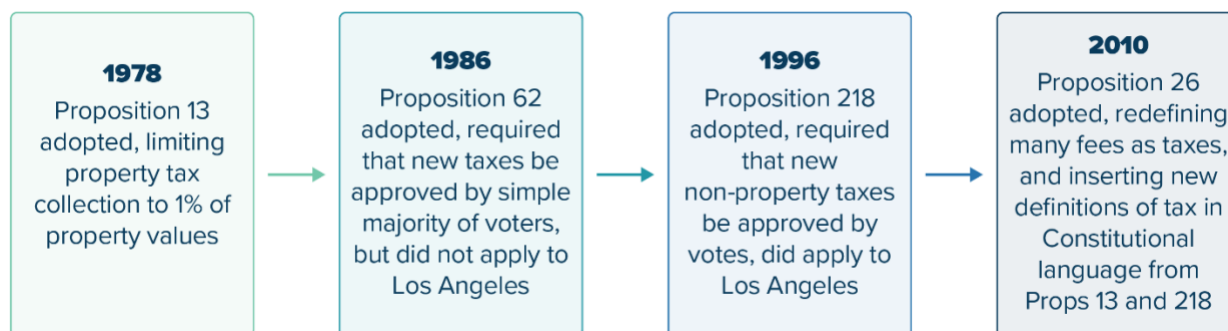 1978
Proposition 13
adopted, limiting
property tax
collection to 1% of
property values
1986
Proposition 62
adopted, required
that new taxes be
approved by simple
majority of voters,
but did not apply to
Los Angeles
1996
Proposition 218
adopted, required
that new
non-property taxes
be approved by
votes, did apply to
Los Angeles
2010
Proposition 26
adopted, redefining
many fees as taxes,
and inserting new
definitions of tax in
Constitutional
language from
Props 13 and 218